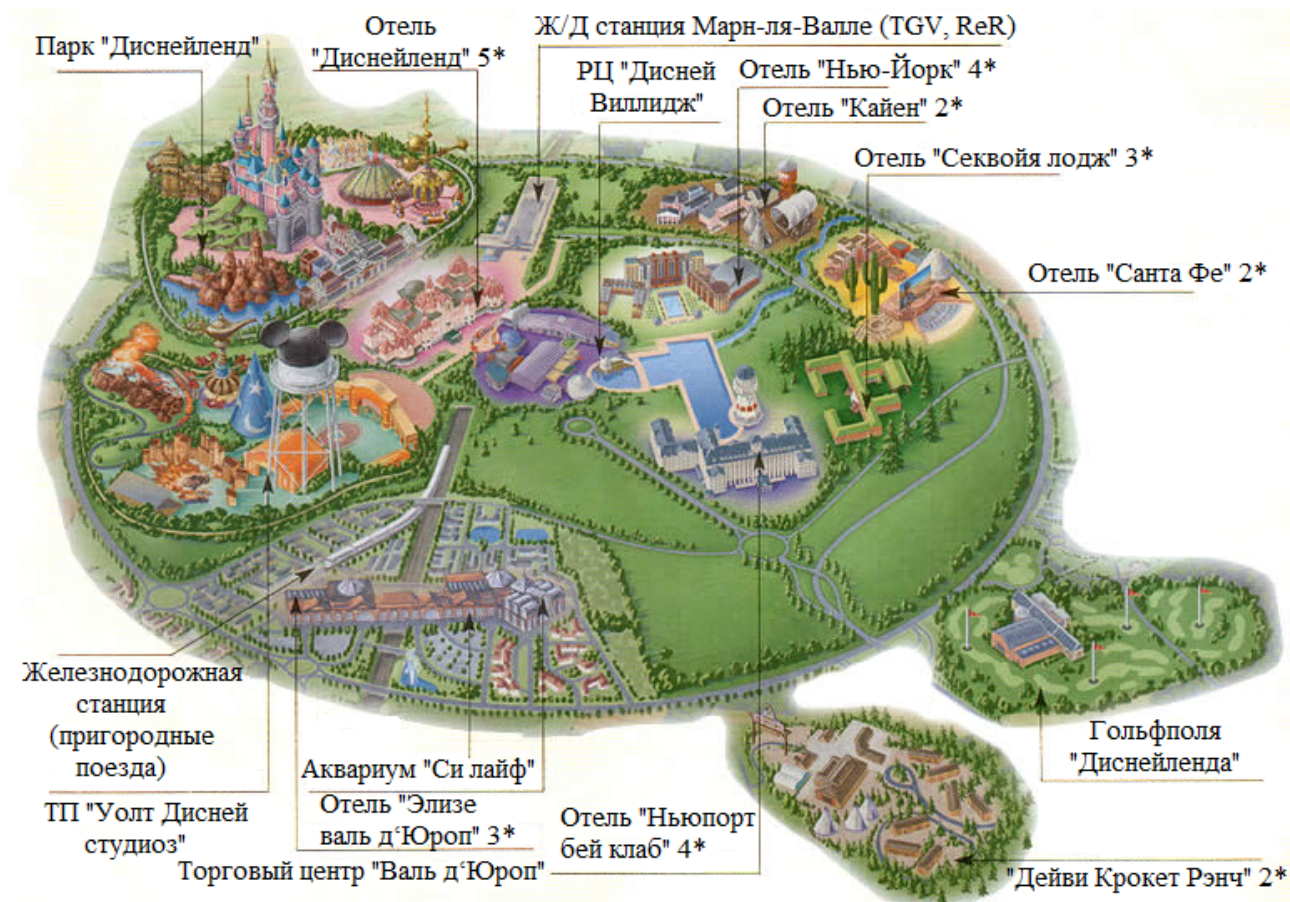 Парк "Диснейленд"
Отель
"Диснейленд" 5*
Ж/Д станция Марн-ля-Валле (TGV, ReR)
РЦ "Дисней
Виллидж"
Отель "Нью-Йорк" 4*
Отель "Кайен" 2*
Отель "Секвойя лодж" 3*
Отель "Санта Фе" 2*
Железнодорожная
станция
(пригородные
поезда)
ТП "Уолт Дисней
студиоз"
Аквариум "Си лайф"
Отель "Элизе
валь д‘Юроп" 3*
Торговый центр "Валь д‘Юроп"
Отель "Ньюпорт
бей клаб" 4*
Гольфполя
"Диснейленда"
"Дейви Крокет Рэнч" 2*